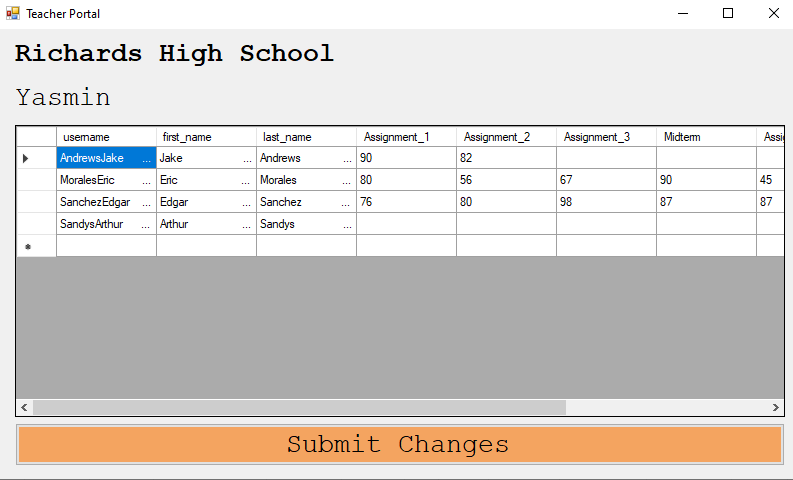 Teacher Portal
Richards High School
Yasmin
username first_name last_name Assignment_1 Assignment_2 Assignment_3 Midterm Assi
AndrewsJake ... Jake ... Andrews ... 90 82
MoralesEric ... Eric ... Morales ... 80 56 67 90 45
SanchezEdgar ... Edgar ... Sanchez ... 76 80 98 87 87
SandysArthur ... Arthur ... Sandys ...
Submit Changes